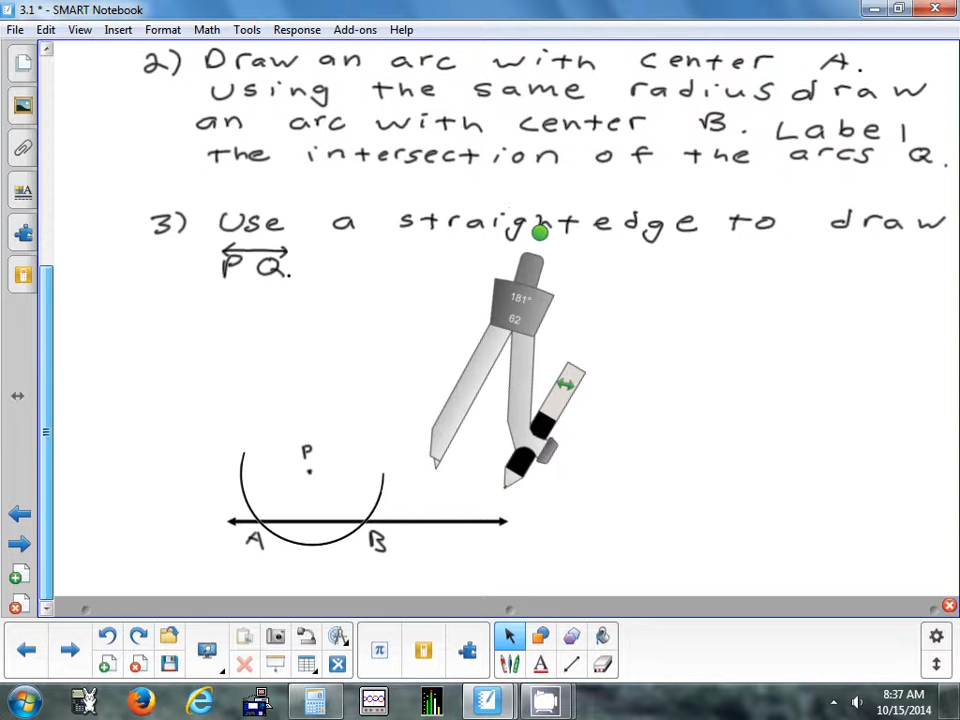 3.1 * - SMART Notebook
File Edit View Insert Format Math Tools Response Add-ons Help
2) Draw an arc with center A.
Using the same radius draw
an arc with center B. Label
the intersection of the arcs Q.
3) Use a straightedge to draw
PQ.
181°
62
P
A B
π
A
8:37 AM
10/15/2014